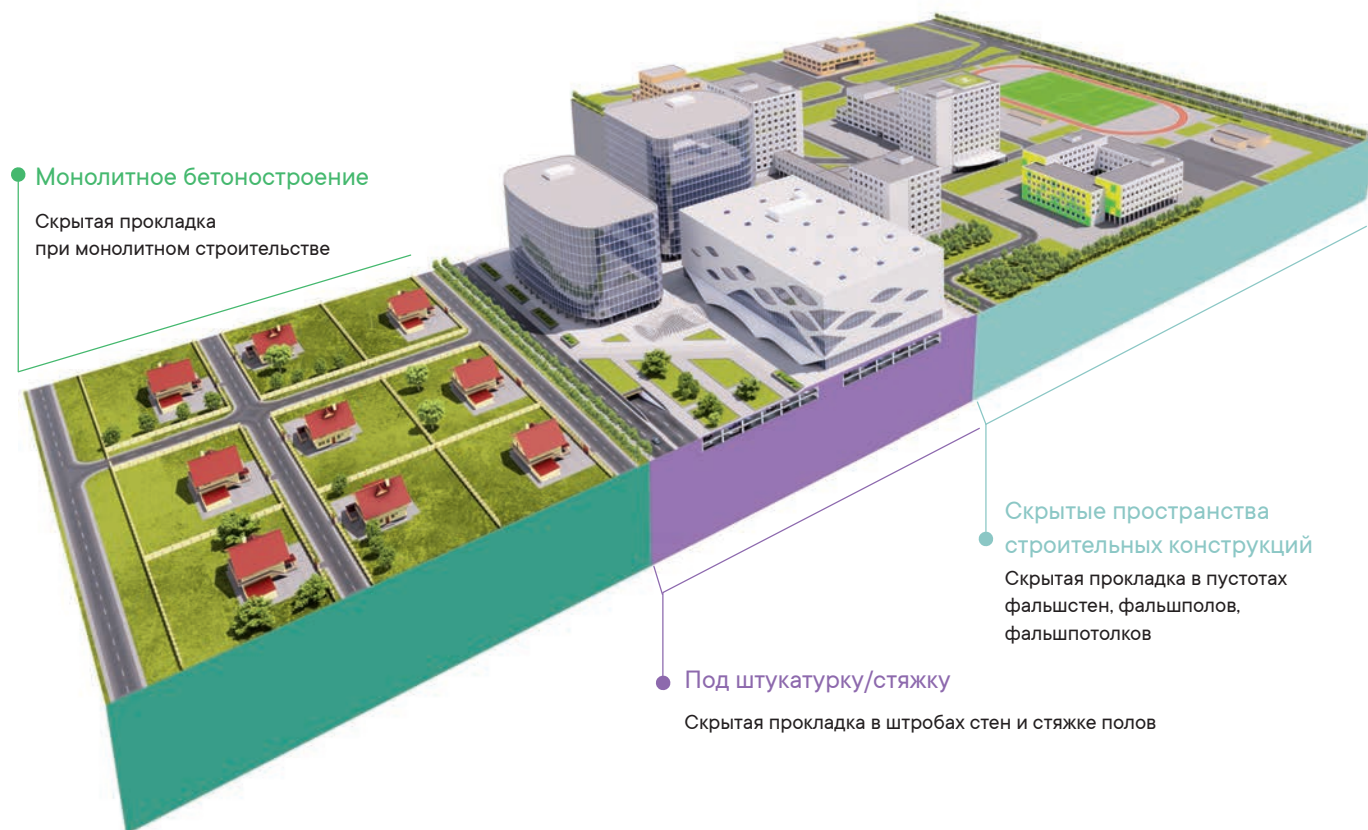 Монолитное бетоностроение
Скрытая прокладка
при монолитном строительстве
Скрытые пространства
строительных конструкций
Скрытая прокладка в пустотах
фальшстен, фальшполов,
фальшпотолков
Под штукатурку/стяжку
Скрытая прокладка в штробах стен и стяжке полов